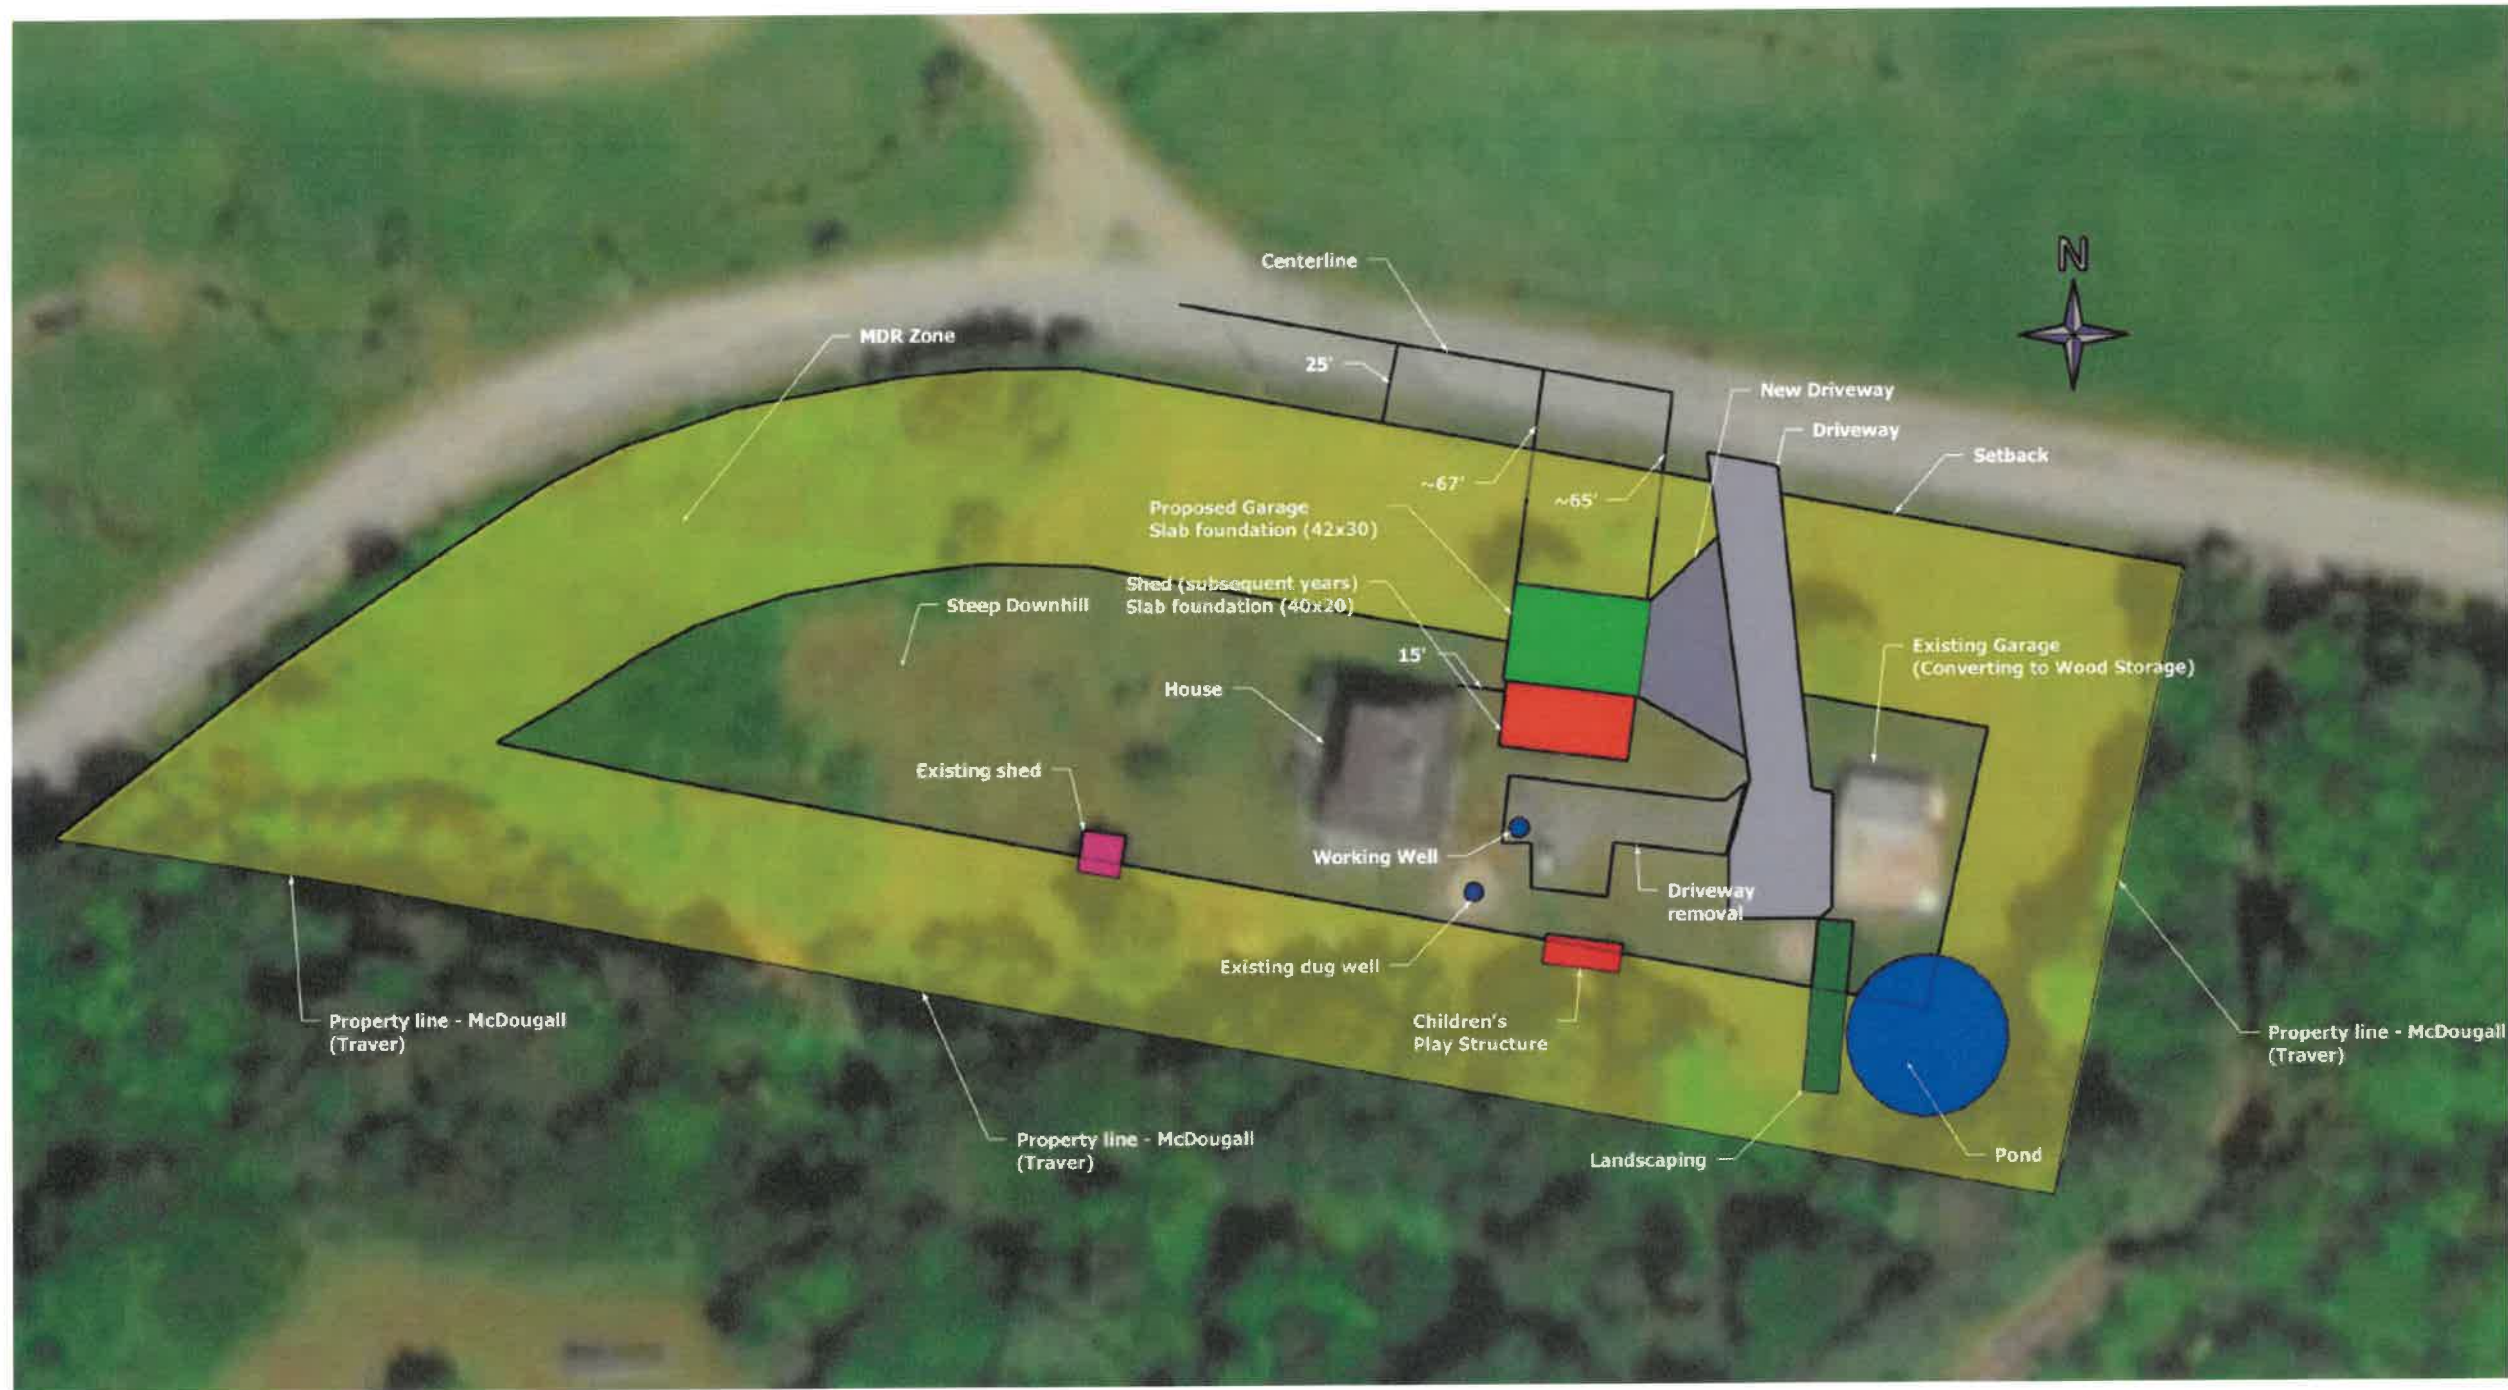 N
Centerline
MDR Zone
25'
New Driveway
Driveway
Setback
~67'
~65'
Proposed Garage
Slab foundation (42x30)
Shed (subsequent years)
Slab foundation (40x20)
Steep Downhill
15'
House
Existing Garage
(Converting to Wood Storage)
Existing shed
Working Well
Driveway
removal
Existing dug well
Children's
Play Structure
Property line - McDougall
(Traver)
Property line - McDougall
(Traver)
Property line - McDougall
(Traver)
Landscaping
Pond